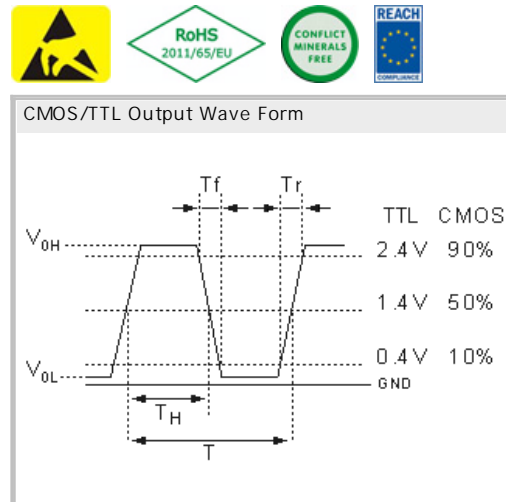 RoHS
2011/65/EU
CONFLICT
MINERALS
FREE
REACH
COMPLIANCE
CMOS/TTL Output Wave Form
Tf Tr
TTL CMOS
V0H
2.4V 90%
1.4V 50%
0.4V 10%
V0L
GND
TH
T